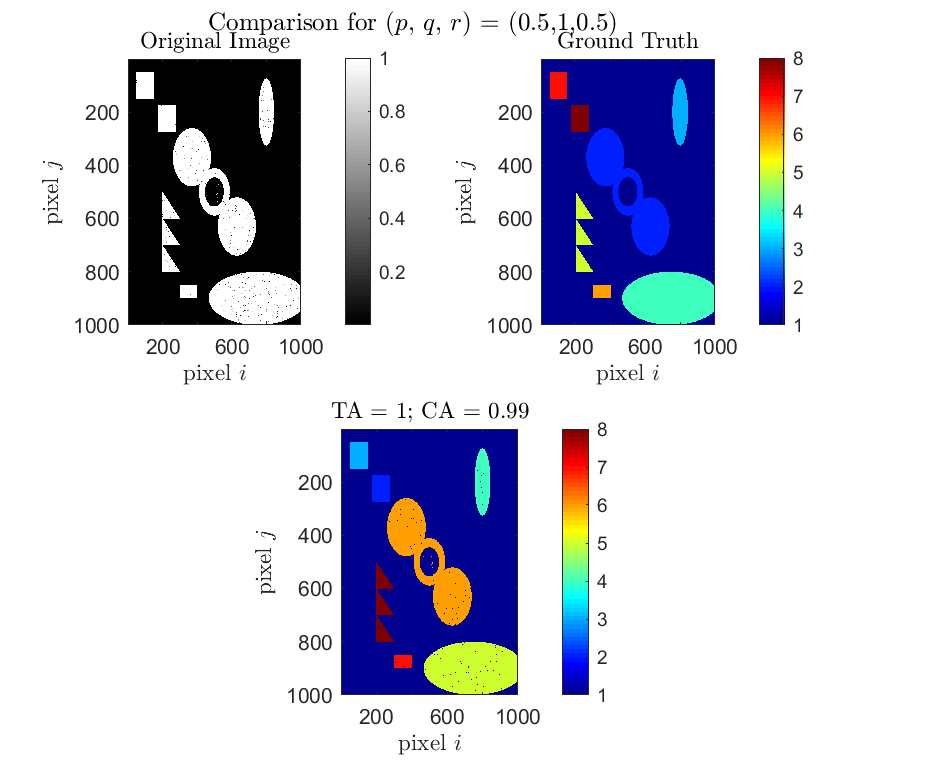 Comparison for (p, q, r) = (0.5,1,0.5)
Original Image
200
400
600
800
1000
200 600 1000
pixel j
pixel i
1
0.8
0.6
0.4
0.2
Ground Truth
200
400
600
800
1000
200 600 1000
pixel j
pixel i
8
7
6
5
4
3
2
1
TA = 1; CA = 0.99
200
400
600
800
1000
200 600 1000
pixel j
pixel i
8
7
6
5
4
3
2
1